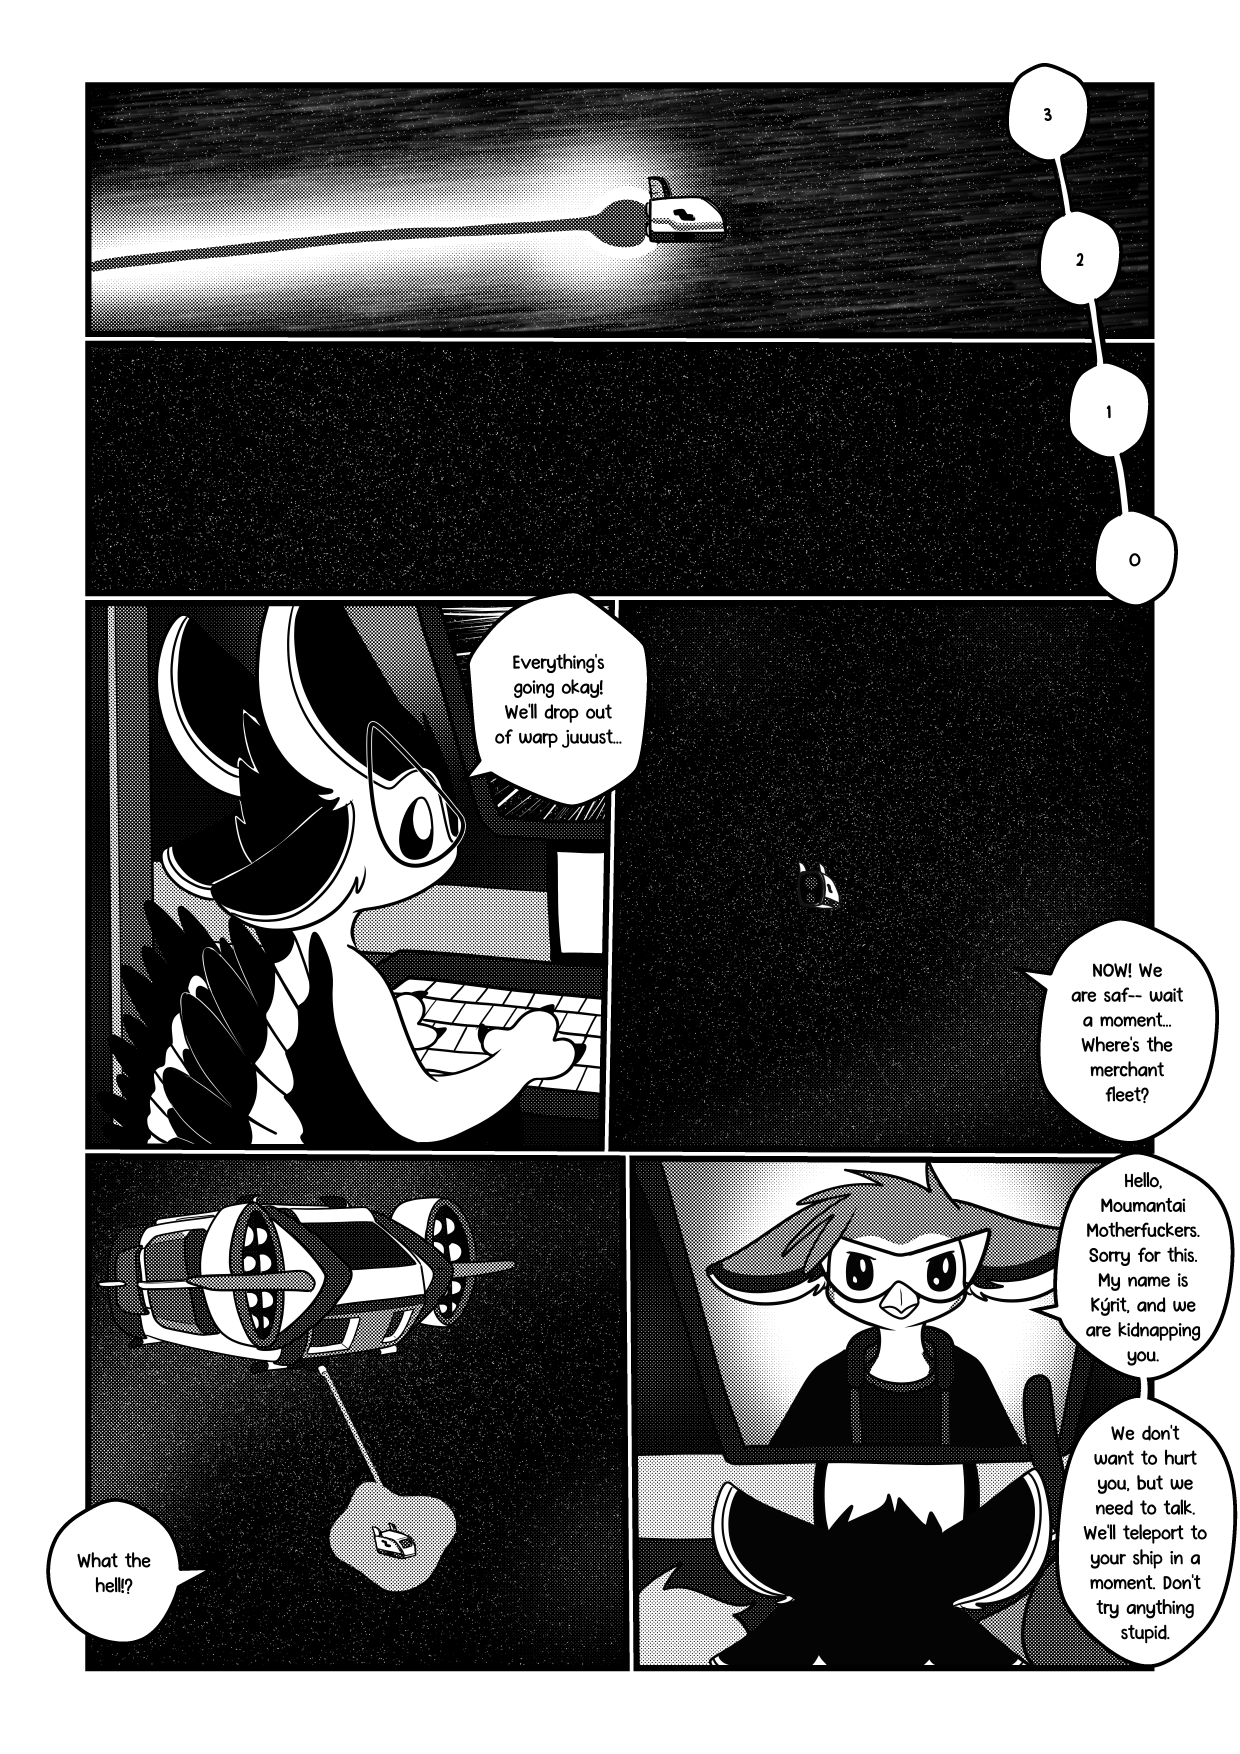 3
2
1
0
Everything's
going okay!
We'll drop out
of warp juuust...
NOW! We
are saf-- wait
a moment...
Where's the
merchant
fleet?
What the
hell!?
Hello,
Moumantai
Motherfuckers.
Sorry for this.
My name is
Kýrit, and we
are kidnapping
you.
We don't
want to hurt
you, but we
need to talk.
We'll teleport to
your ship in a
moment. Don't
try anything
stupid.